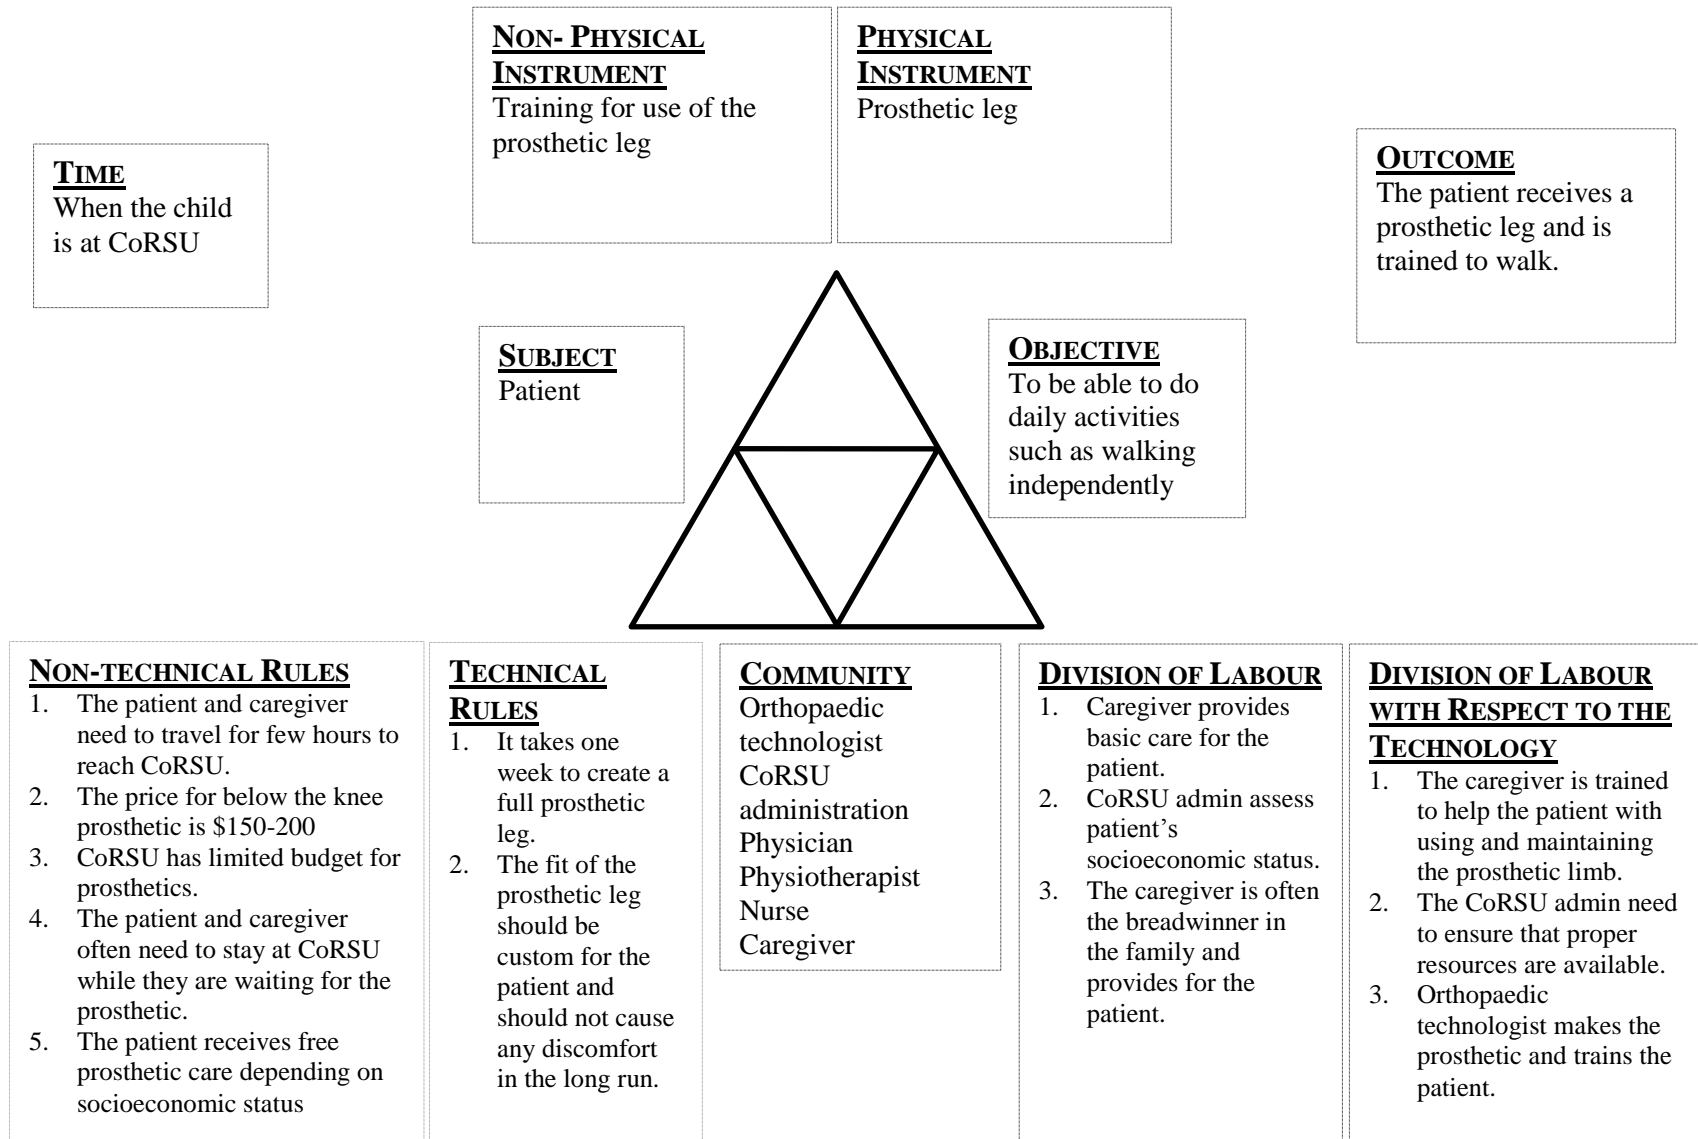 NON- PHYSICAL
INSTRUMENT
Training for use of the
prosthetic leg
PHYSICAL
INSTRUMENT
Prosthetic leg
TIME
When the child
is at CoRSU
OUTCOME
The patient receives a
prosthetic leg and is
trained to walk.
SUBJECT
Patient
OBJECTIVE
To be able to do
daily activities
such as walking
independently
NON-TECHNICAL RULES
1. The patient and caregiver
need to travel for few hours to
reach CoRSU.
2. The price for below the knee
prosthetic is $150-200
3. CoRSU has limited budget for
prosthetics.
4. The patient and caregiver
often need to stay at CoRSU
while they are waiting for the
prosthetic.
5. The patient receives free
prosthetic care depending on
socioeconomic status
TECHNICAL
RULES
1. It takes one
week to create a
full prosthetic
leg.
2. The fit of the
prosthetic leg
should be
custom for the
patient and
should not cause
any discomfort
in the long run.
COMMUNITY
Orthopaedic
technologist
CoRSU
administration
Physician
Physiotherapist
Nurse
Caregiver
DIVISION OF LABOUR
1. Caregiver provides
basic care for the
patient.
2. CoRSU admin assess
patient's
socioeconomic status.
3. The caregiver is often
the breadwinner in
the family and
provides for the
patient.
DIVISION OF LABOUR
WITH RESPECT TO THE
TECHNOLOGY
1. The caregiver is trained
to help the patient with
using and maintaining
the prosthetic limb.
2. The CoRSU admin need
to ensure that proper
resources are available.
3. Orthopaedic
technologist makes the
prosthetic and trains the
patient.